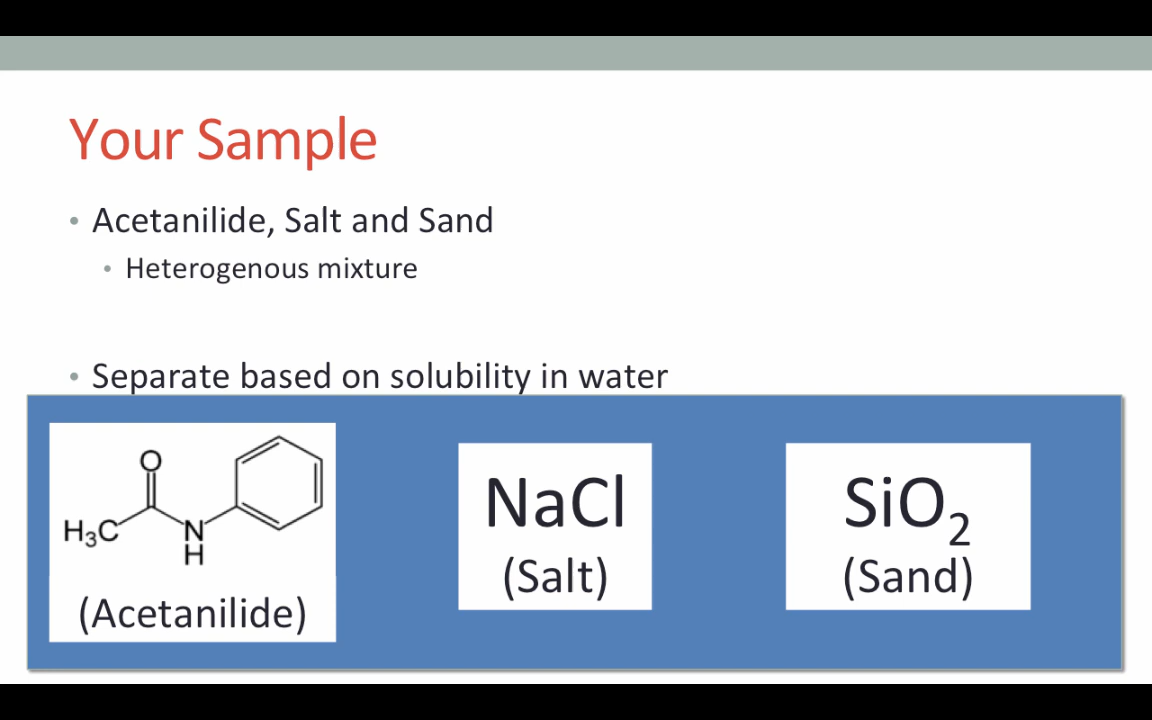 Your Sample
• Acetanilide, Salt and Sand
• Heterogenous mixture
• Separate based on solubility in water
O
H₃C
N
H
(Acetanilide)
NaCl
(Salt)
SiO₂
(Sand)